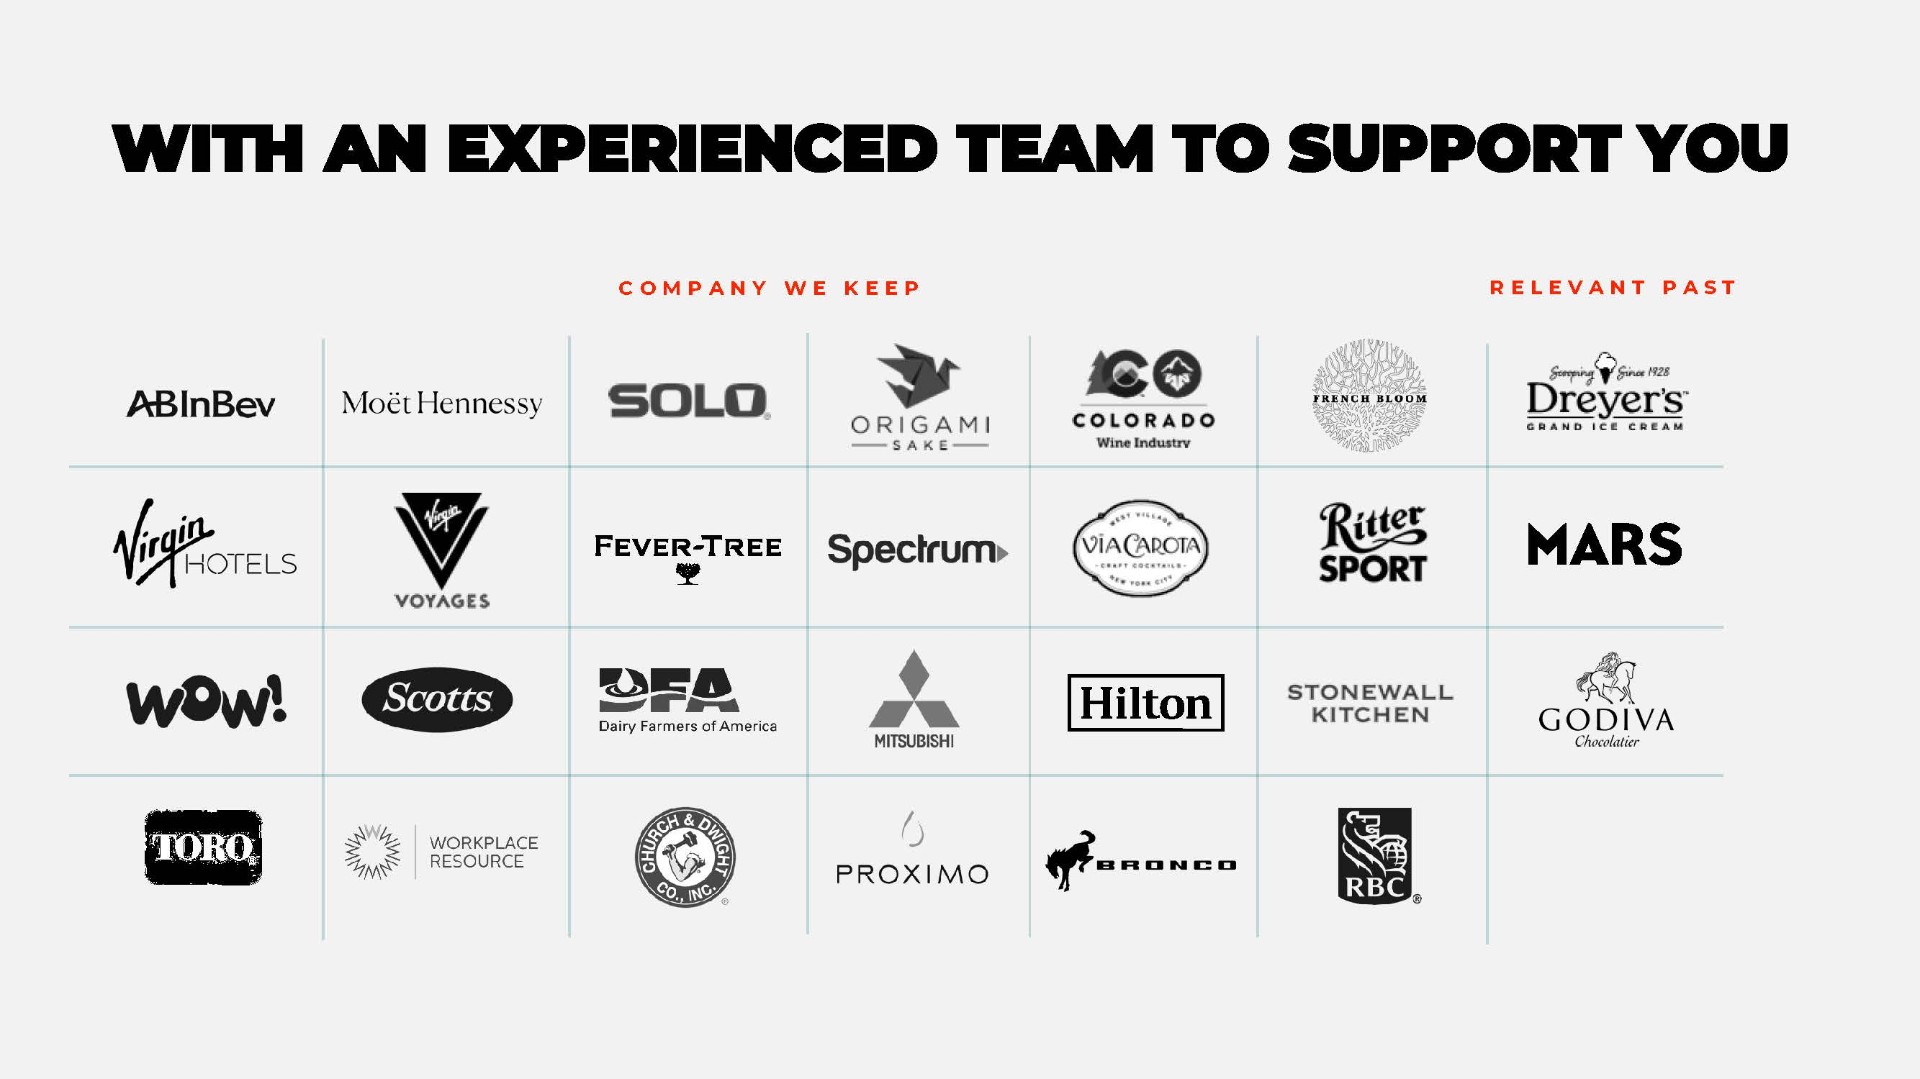 WITH AN EXPERIENCED TEAM TO SUPPORT YOU
COMPANY WE KEEP
RELEVANT PAST
ABInBev
Moët Hennessy
SOLO
ORIGAMI
SAKE
CO
COLORADO
Wine Industry
FRENCH BLOOM
Scooping Since 1928
Dreyer's™
GRAND ICE CREAM
Virgin
HOTELS
Virgin
VOYAGES
FEVER-TREE
Spectrum
WEST VILLAGE
VIA CAROTA
-CRAFT COCKTAILS-
NEW YORK CITY
Ritter
SPORT
MARS
WOW!
Scotts
DFA
Dairy Farmers of America
MITSUBISHI
Hilton
STONEWALL
KITCHEN
GODIVA
Chocolatier
TORO
WORKPLACE
RESOURCE
CHURCH & DWIGHT
CO., INC.
®
PROXIMO
BRONCO
RBC
®